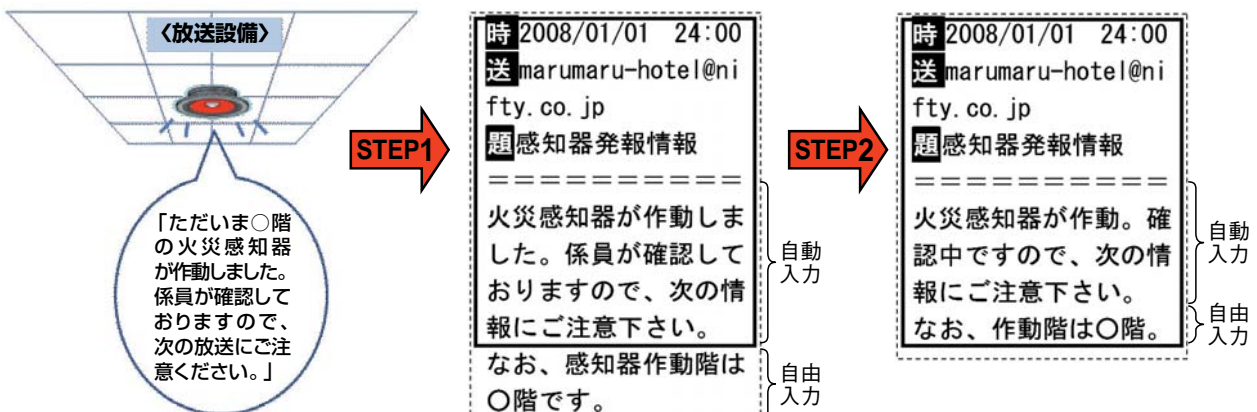 〈放送設備〉
「ただいま○階
の火災感知器
が作動しました。
係員が確認して
おりますので、
次の放送にご注
意ください。」
STEP1
時2008/01/01 24:00
送marumaru-hotel@ni
fty.co.jp
題感知器発報情報
==========
火災感知器が作動しま
した。係員が確認して
おりますので、次の情
報にご注意下さい。
なお、感知器作動階は
○階です。
自動
入力
自由
入力
STEP2
時2008/01/01 24:00
送marumaru-hotel@ni
fty.co.jp
題感知器発報情報
==========
火災感知器が作動。確
認中ですので、次の情
報にご注意下さい。
なお、作動階は○階。
自動
入力
自由
入力